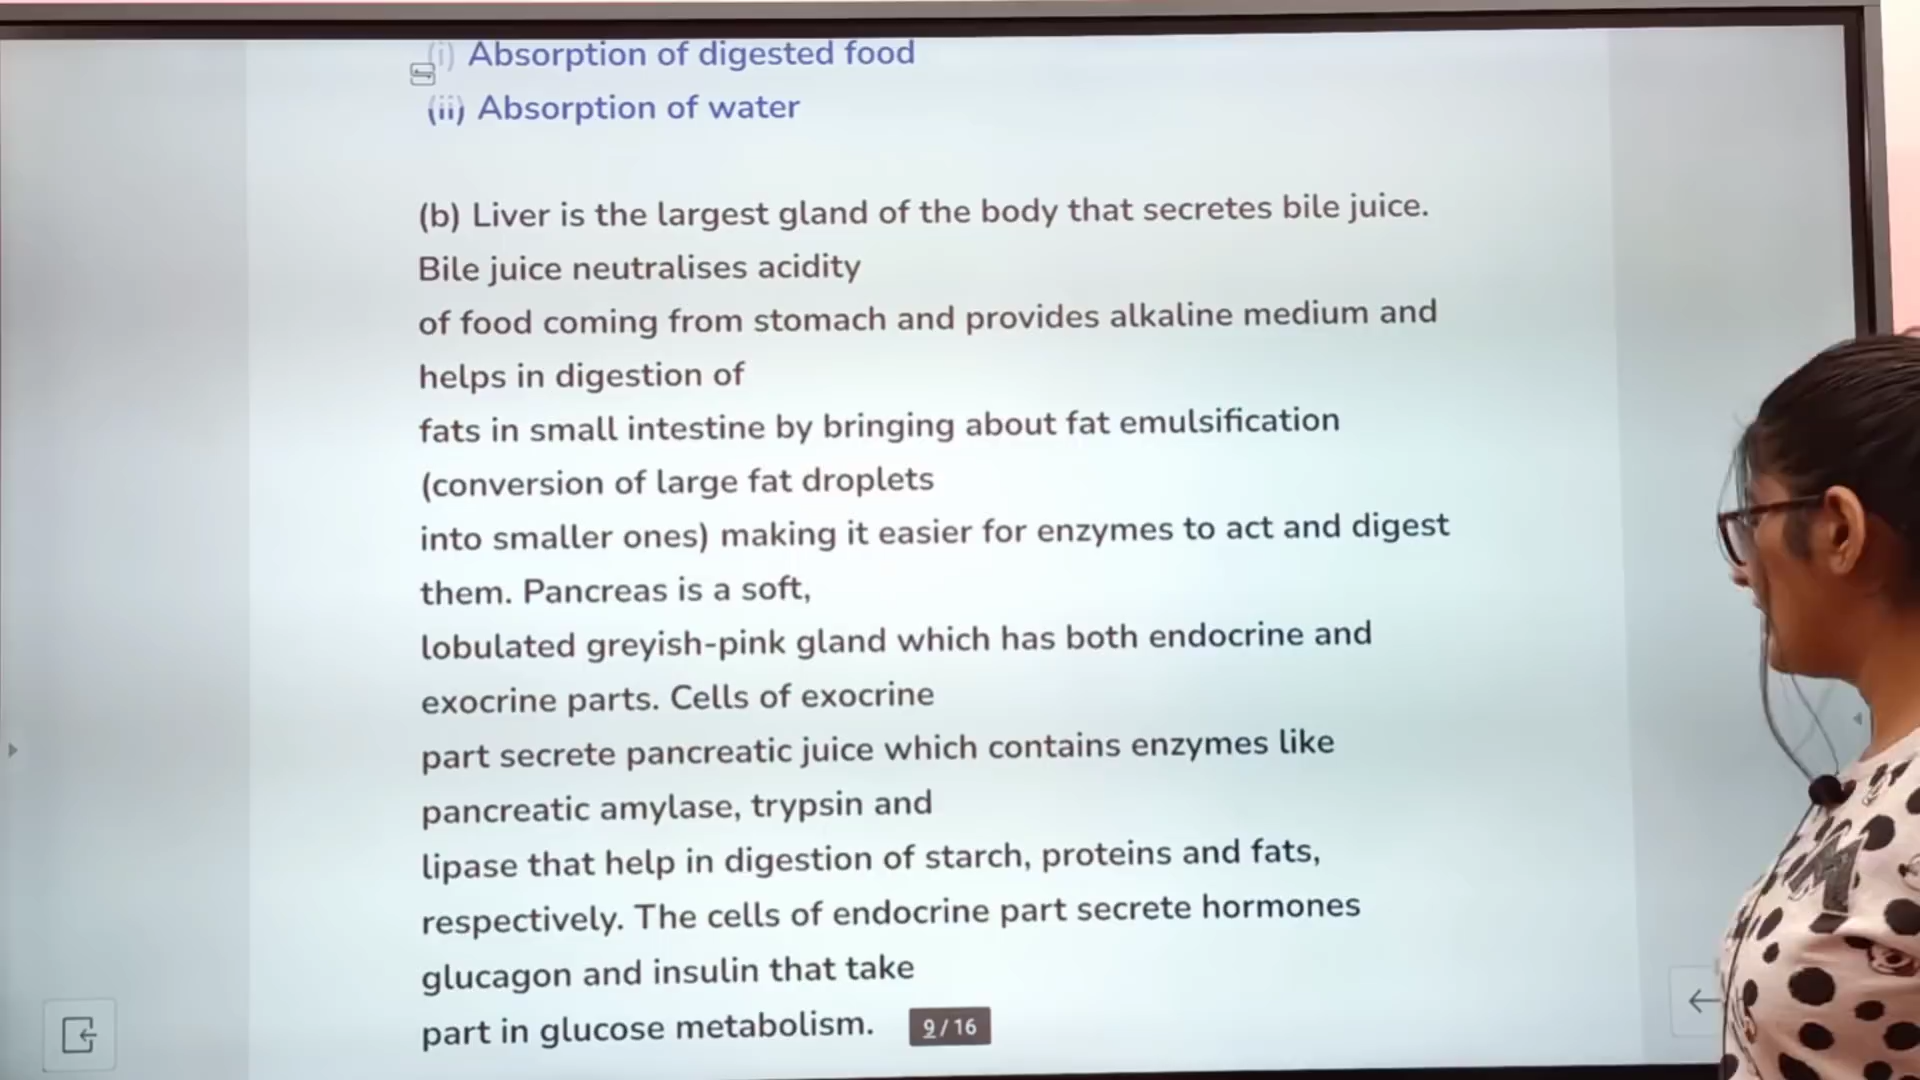 (i) Absorption of digested food
(ii) Absorption of water
(b) Liver is the largest gland of the body that secretes bile juice.
Bile juice neutralises acidity
of food coming from stomach and provides alkaline medium and
helps in digestion of
fats in small intestine by bringing about fat emulsification
(conversion of large fat droplets
into smaller ones) making it easier for enzymes to act and digest
them. Pancreas is a soft,
lobulated greyish-pink gland which has both endocrine and
exocrine parts. Cells of exocrine
part secrete pancreatic juice which contains enzymes like
pancreatic amylase, trypsin and
lipase that help in digestion of starch, proteins and fats,
respectively. The cells of endocrine part secrete hormones
glucagon and insulin that take
part in glucose metabolism.
9/16